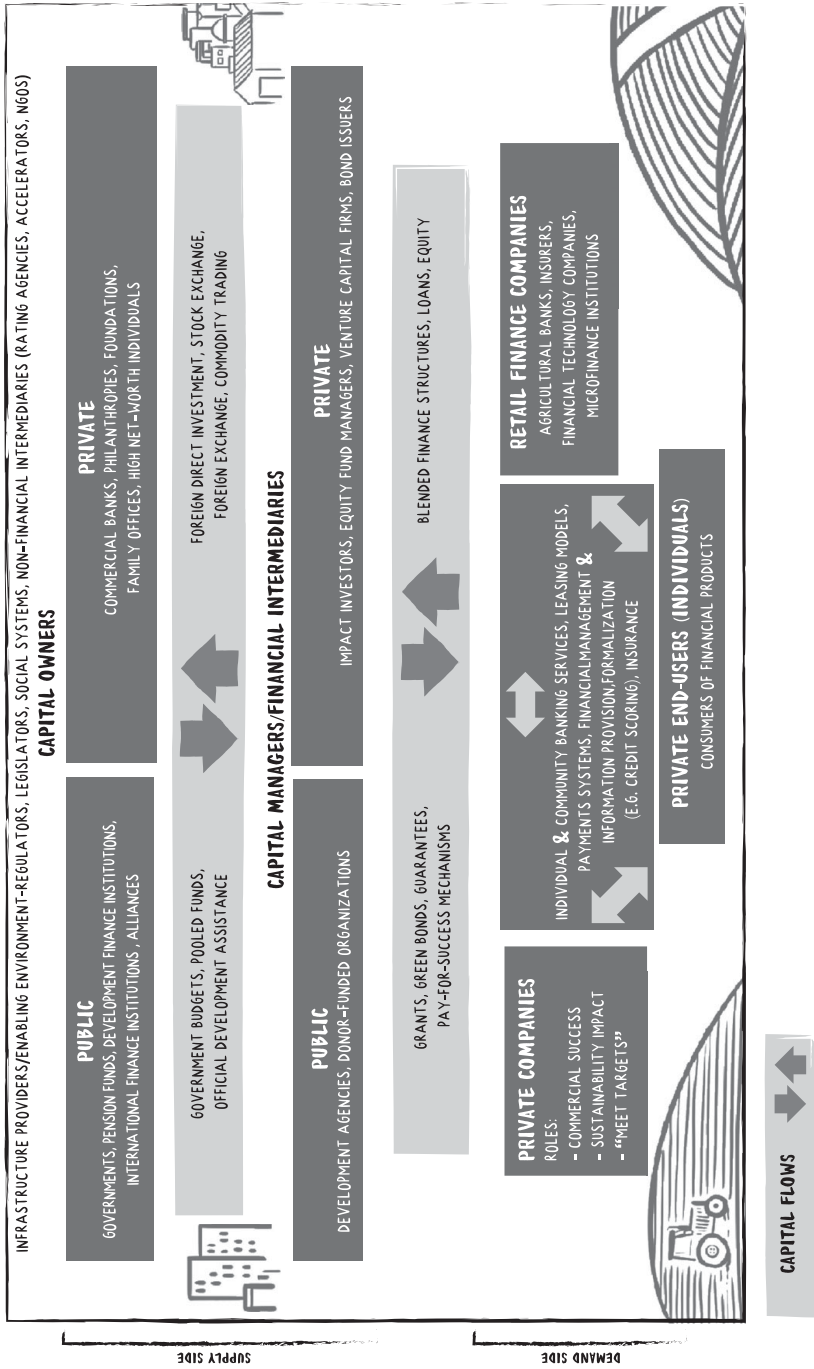 INFRASTRUCTURE PROVIDERS/ENABLING ENVIRONMENT-REGULATORS, LEGISLATORS, SOCIAL SYSTEMS, NON-FINANCIAL INTERMEDIARIES (RATING AGENCIES, ACCELERATORS, NGOS)
CAPITAL OWNERS
PUBLIC
GOVERNMENTS, PENSION FUNDS, DEVELOPMENT FINANCE INSTITUTIONS,
INTERNATIONAL FINANCE INSTITUTIONS , ALLIANCES
PRIVATE
COMMERCIAL BANKS, PHILANTHROPIES, FOUNDATIONS,
FAMILY OFFICES, HIGH NET-WORTH INDIVIDUALS
GOVERNMENT BUDGETS, POOLED FUNDS,
OFFICIAL DEVELOPMENT ASSISTANCE
FOREIGN DIRECT INVESTMENT, STOCK EXCHANGE,
FOREIGN EXCHANGE, COMMODITY TRADING
CAPITAL MANAGERS/FINANCIAL INTERMEDIARIES
PUBLIC
DEVELOPMENT AGENCIES, DONOR-FUNDED ORGANIZATIONS
PRIVATE
IMPACT INVESTORS, EQUITY FUND MANAGERS, VENTURE CAPITAL FIRMS, BOND ISSUERS
GRANTS, GREEN BONDS, GUARANTEES,
PAY-FOR-SUCCESS MECHANISMS
BLENDED FINANCE STRUCTURES, LOANS, EQUITY
PRIVATE COMPANIES
ROLES:
- COMMERCIAL SUCCESS
- SUSTAINABILITY IMPACT
- “MEET TARGETS”
INDIVIDUAL & COMMUNITY BANKING SERVICES, LEASING MODELS,
PAYMENTS SYSTEMS, FINANCIALMANAGEMENT &
INFORMATION PROVISION,FORMALIZATION
(E.G. CREDIT SCORING), INSURANCE
RETAIL FINANCE COMPANIES
AGRICULTURAL BANKS, INSURERS,
FINANCIAL TECHNOLOGY COMPANIES,
MICROFINANCE INSTITUTIONS
PRIVATE END-USERS (INDIVIDUALS)
CONSUMERS OF FINANCIAL PRODUCTS
SUPPLY SIDE
DEMAND SIDE
CAPITAL FLOWS